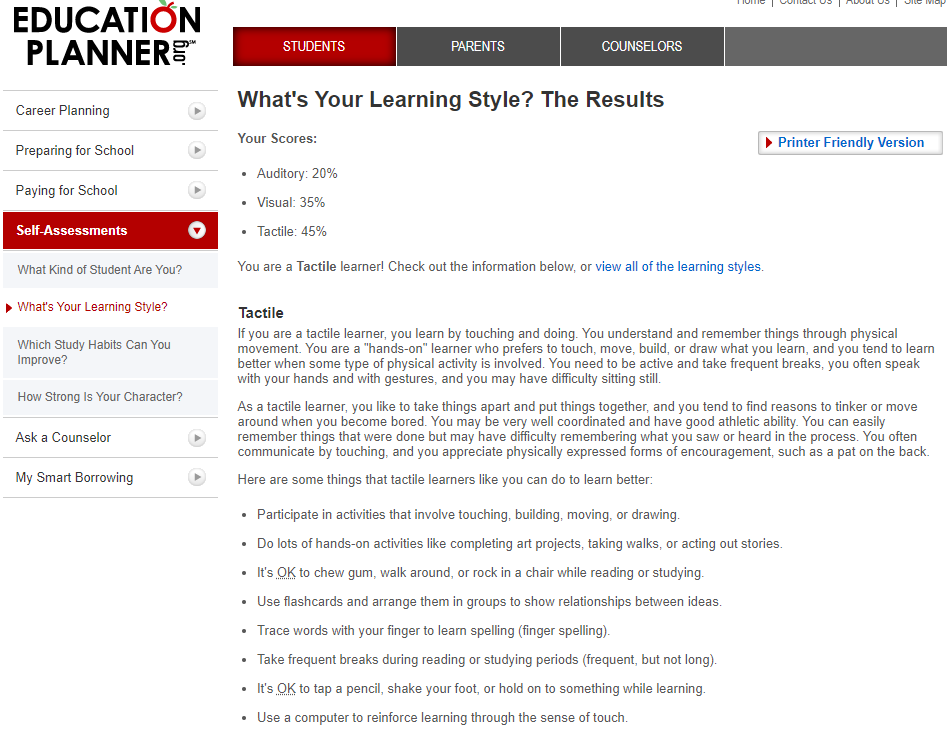 Home | Contact Us | About Us | Site Map
EDUCATION
PLANNER.org
SM
STUDENTS
PARENTS
COUNSELORS
Career Planning
Preparing for School
Paying for School
Self-Assessments
What Kind of Student Are You?
What's Your Learning Style?
Which Study Habits Can You
Improve?
How Strong Is Your Character?
Ask a Counselor
My Smart Borrowing
What's Your Learning Style? The Results
Your Scores:
Printer Friendly Version
• Auditory: 20%
• Visual: 35%
• Tactile: 45%
You are a Tactile learner! Check out the information below, or view all of the learning styles.
Tactile
If you are a tactile learner, you learn by touching and doing. You understand and remember things through physical
movement. You are a "hands-on" learner who prefers to touch, move, build, or draw what you learn, and you tend to learn
better when some type of physical activity is involved. You need to be active and take frequent breaks, you often speak
with your hands and with gestures, and you may have difficulty sitting still.
As a tactile learner, you like to take things apart and put things together, and you tend to find reasons to tinker or move
around when you become bored. You may be very well coordinated and have good athletic ability. You can easily
remember things that were done but may have difficulty remembering what you saw or heard in the process. You often
communicate by touching, and you appreciate physically expressed forms of encouragement, such as a pat on the back.
Here are some things that tactile learners like you can do to learn better:
• Participate in activities that involve touching, building, moving, or drawing.
• Do lots of hands-on activities like completing art projects, taking walks, or acting out stories.
• It's OK to chew gum, walk around, or rock in a chair while reading or studying.
• Use flashcards and arrange them in groups to show relationships between ideas.
• Trace words with your finger to learn spelling (finger spelling).
• Take frequent breaks during reading or studying periods (frequent, but not long).
• It's OK to tap a pencil, shake your foot, or hold on to something while learning.
• Use a computer to reinforce learning through the sense of touch.